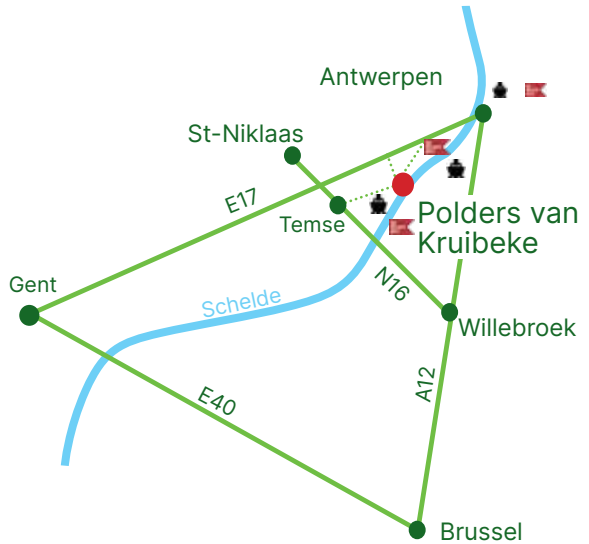 Antwerpen
St-Niklaas
E17
Temse
Polders van
Kruibeke
Gent
N16
Schelde
Willebroek
A12
E40
Brussel